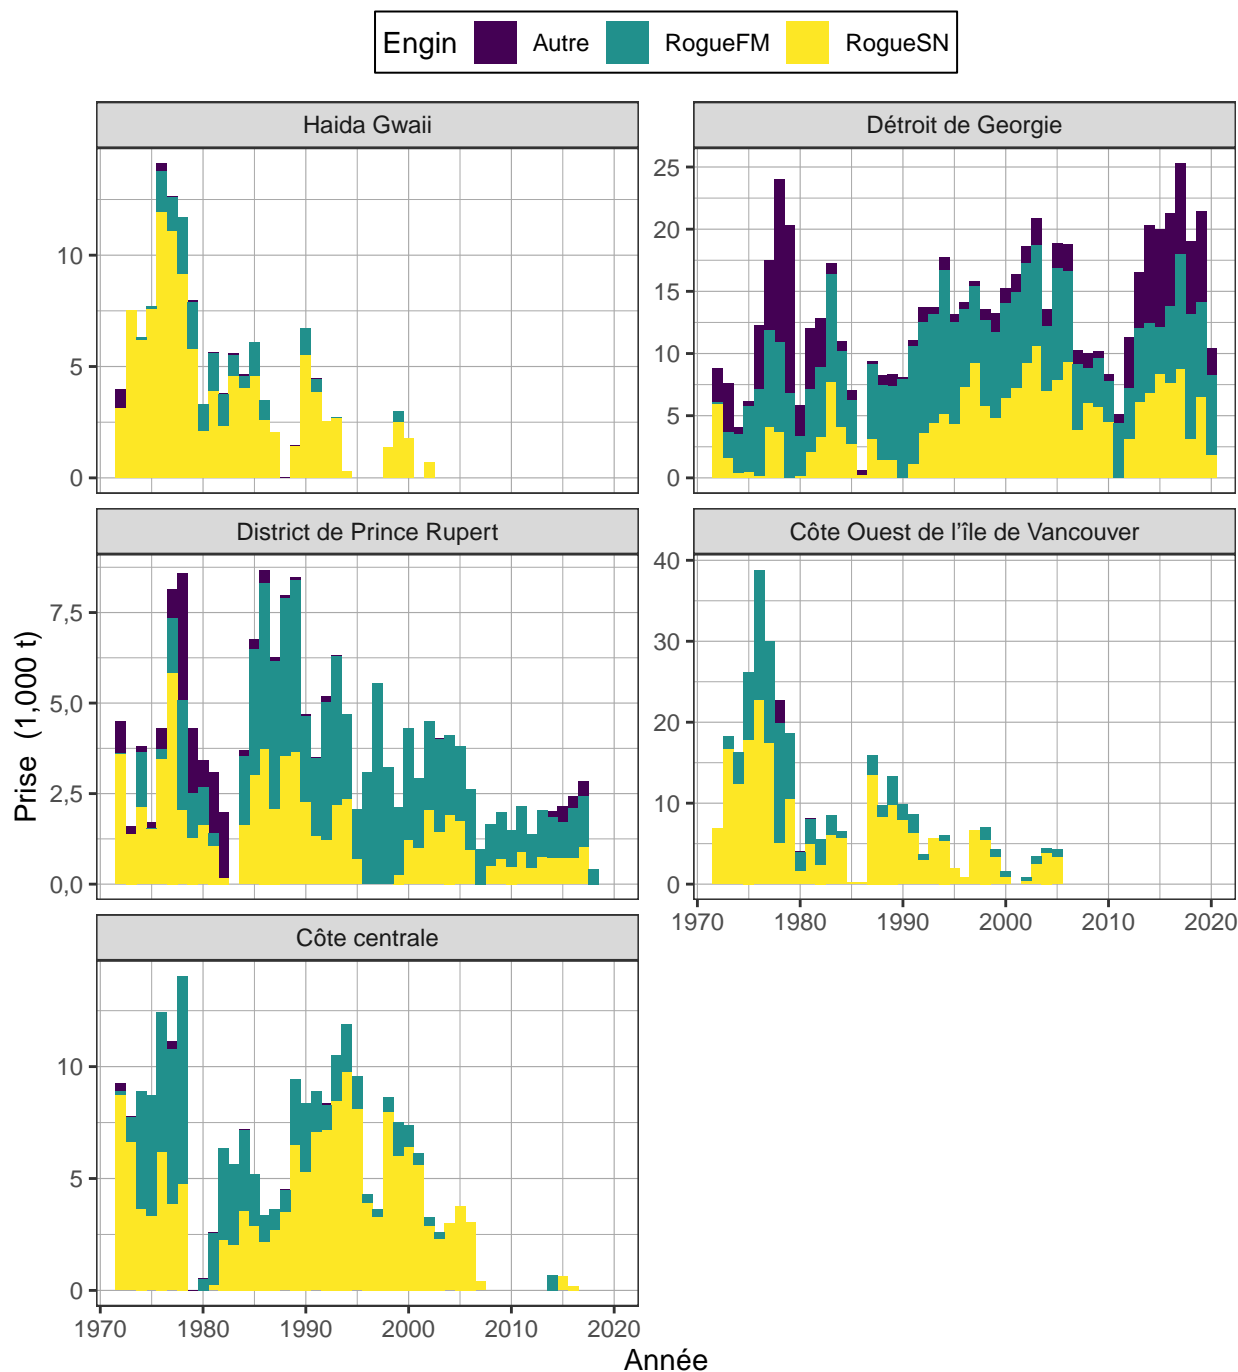 Engin Autre RogueFM RogueSN
Haida Gwaii
10
5
0
Détroit de Georgie
25
20
15
10
5
0
District de Prince Rupert
7,5
5,0
2,5
0,0
Côte Ouest de l'île de Vancouver
40
30
20
10
0
1970 1980 1990 2000 2010 2020
Côte centrale
10
5
0
1970 1980 1990 2000 2010 2020
Prise (1,000 t)
Année